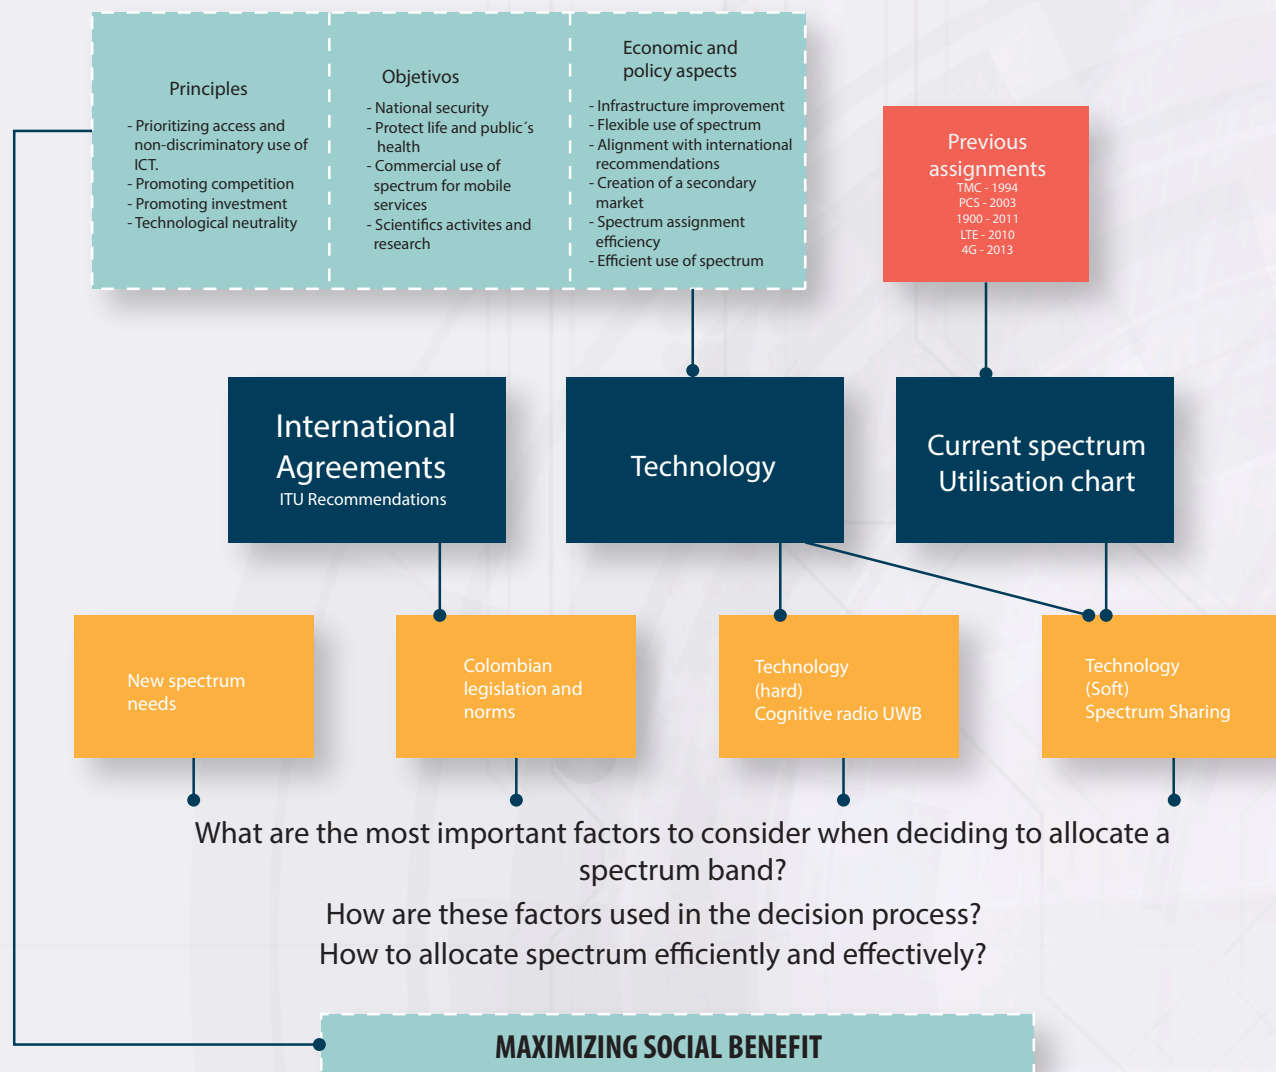 Principles
- Prioritizing access and
non-discriminatory use of
ICT.
- Promoting competition
- Promoting investment
- Technological neutrality
Objetivos
- National security
- Protect life and public´s
health
- Commercial use of
spectrum for mobile
services
- Scientifics activites and
research
Economic and
policy aspects
- Infrastructure improvement
- Flexible use of spectrum
- Alignment with international
recommendations
- Creation of a secondary
market
- Spectrum assignment
efficiency
- Efficient use of spectrum
Previous
assignments
TMC - 1994
PCS - 2003
1900 - 2011
LTE - 2010
4G - 2013
International
Agreements
ITU Recommendations
Technology
Current spectrum
Utilisation chart
New spectrum
needs
Colombian
legislation and
norms
Technology
(hard)
Cognitive radio UWB
Technology
(Soft)
Spectrum Sharing
What are the most important factors to consider when deciding to allocate a
spectrum band?
How are these factors used in the decision process?
How to allocate spectrum efficiently and effectively?
MAXIMIZING SOCIAL BENEFIT